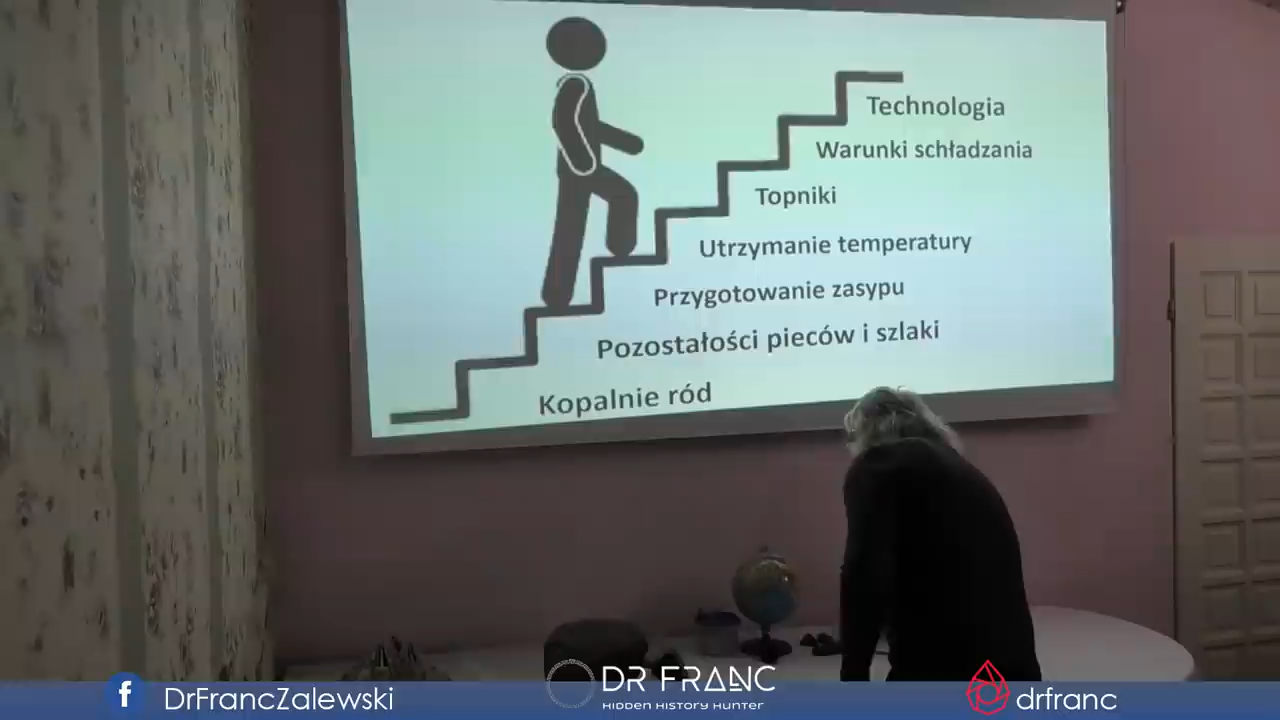 Technologia
Warunki schładzania
Topniki
Utrzymanie temperatury
Przygotowanie zasypu
Pozostałości pieców i szlaki
Kopalnie ród
f DrFrancZalewski
DR FRANC
HIDDEN HISTORY HUNTER
drfranc